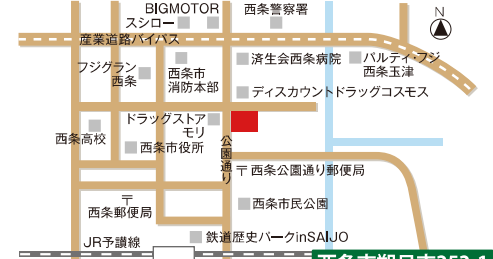 BIGMOTOR
西条警察署
スシロー
N
産業道路バイパス
済生会西条病院
パルティ・フジ
西条玉津
フジグラン
西条
西条市
消防本部
ディスカウントドラッグコスモス
ドラッグストア
モリ
西条高校
西条市役所
公園通り
〒西条公園通り郵便局
〒
西条郵便局
西条市民公園
JR予讃線
鉄道歴史パークinSAIJO